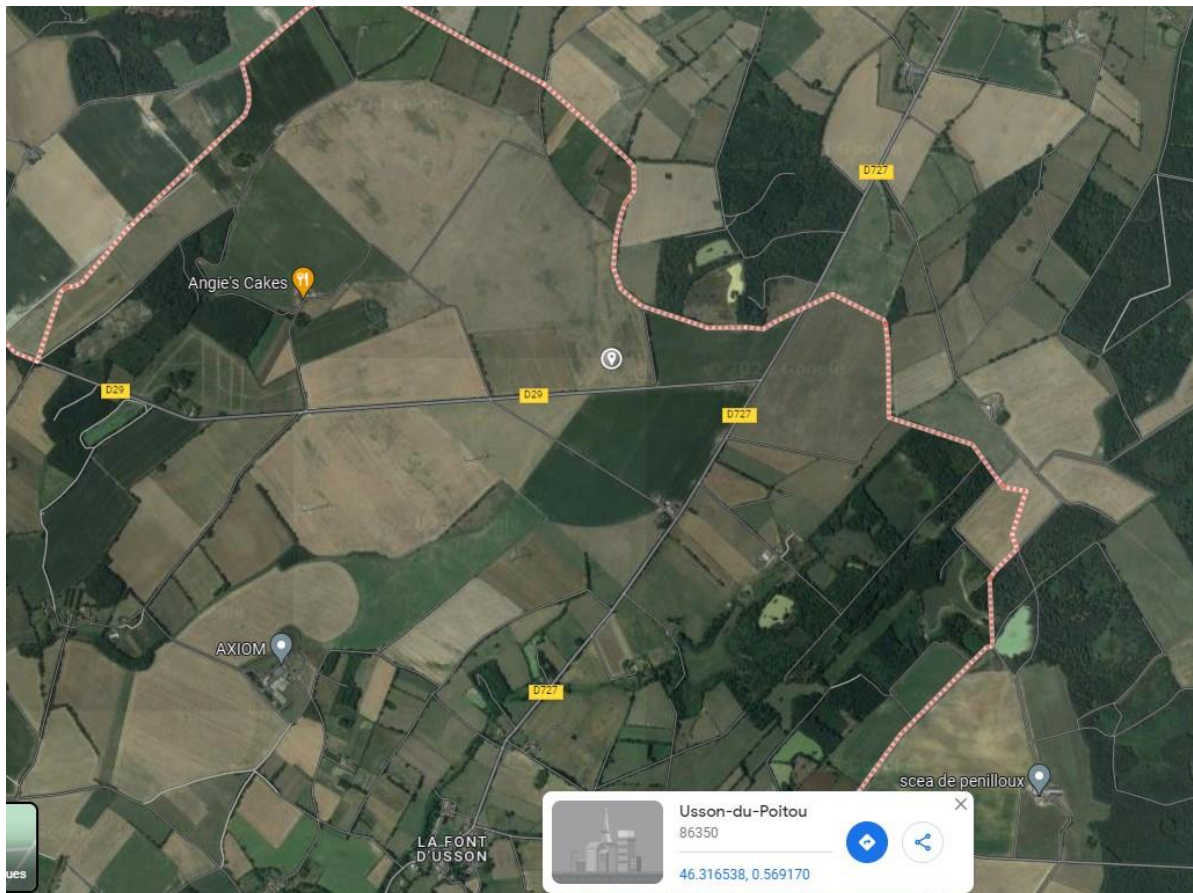 D727
Angie's Cakes
D29
D29
D727
AXIOM
D727
scea de penilloux
LA FONT
D'USSON
Usson-du-Poitou
86350
46.316538, 0.569170
ues